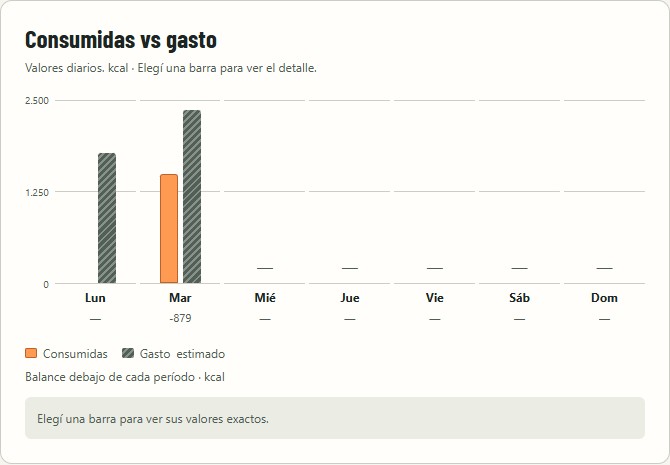 Consumidas vs gasto
Valores diarios. kcal · Elegí una barra para ver el detalle.
2.500
1.250
0
— — — — —
Lun Mar Mié Jue Vie Sáb Dom
— -879 — — — — —
Consumidas Gasto estimado
Balance debajo de cada período · kcal
Elegí una barra para ver sus valores exactos.